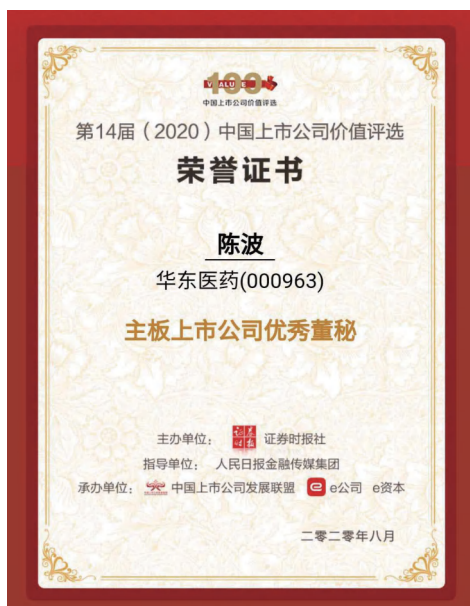 VALUE 100
中国上市公司价值评选
第14届（2020）中国上市公司价值评选
荣誉证书
陈波
华东医药(000963)
主板上市公司优秀董秘
主办单位： 证券时报 证券时报社
指导单位： 人民日报金融传媒集团
承办单位： 中国上市公司发展联盟 e e公司 e资本
二零二零年八月